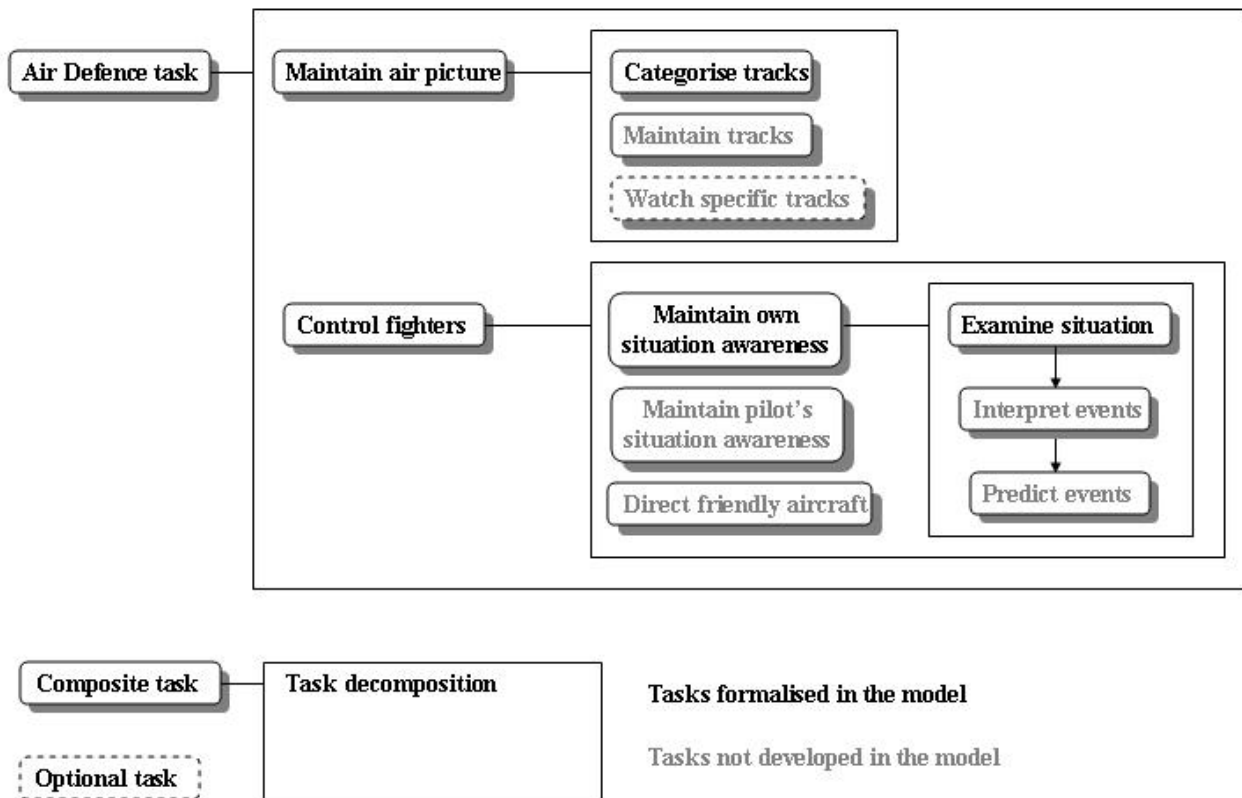 Air Defence task
Maintain air picture
Categorise tracks
Maintain tracks
Watch specific tracks
Control fighters
Maintain own
situation awareness
Maintain pilot's
situation awareness
Direct friendly aircraft
Examine situation
Interpret events
Predict events
Composite task
Task decomposition
Optional task
Tasks formalised in the model
Tasks not developed in the model